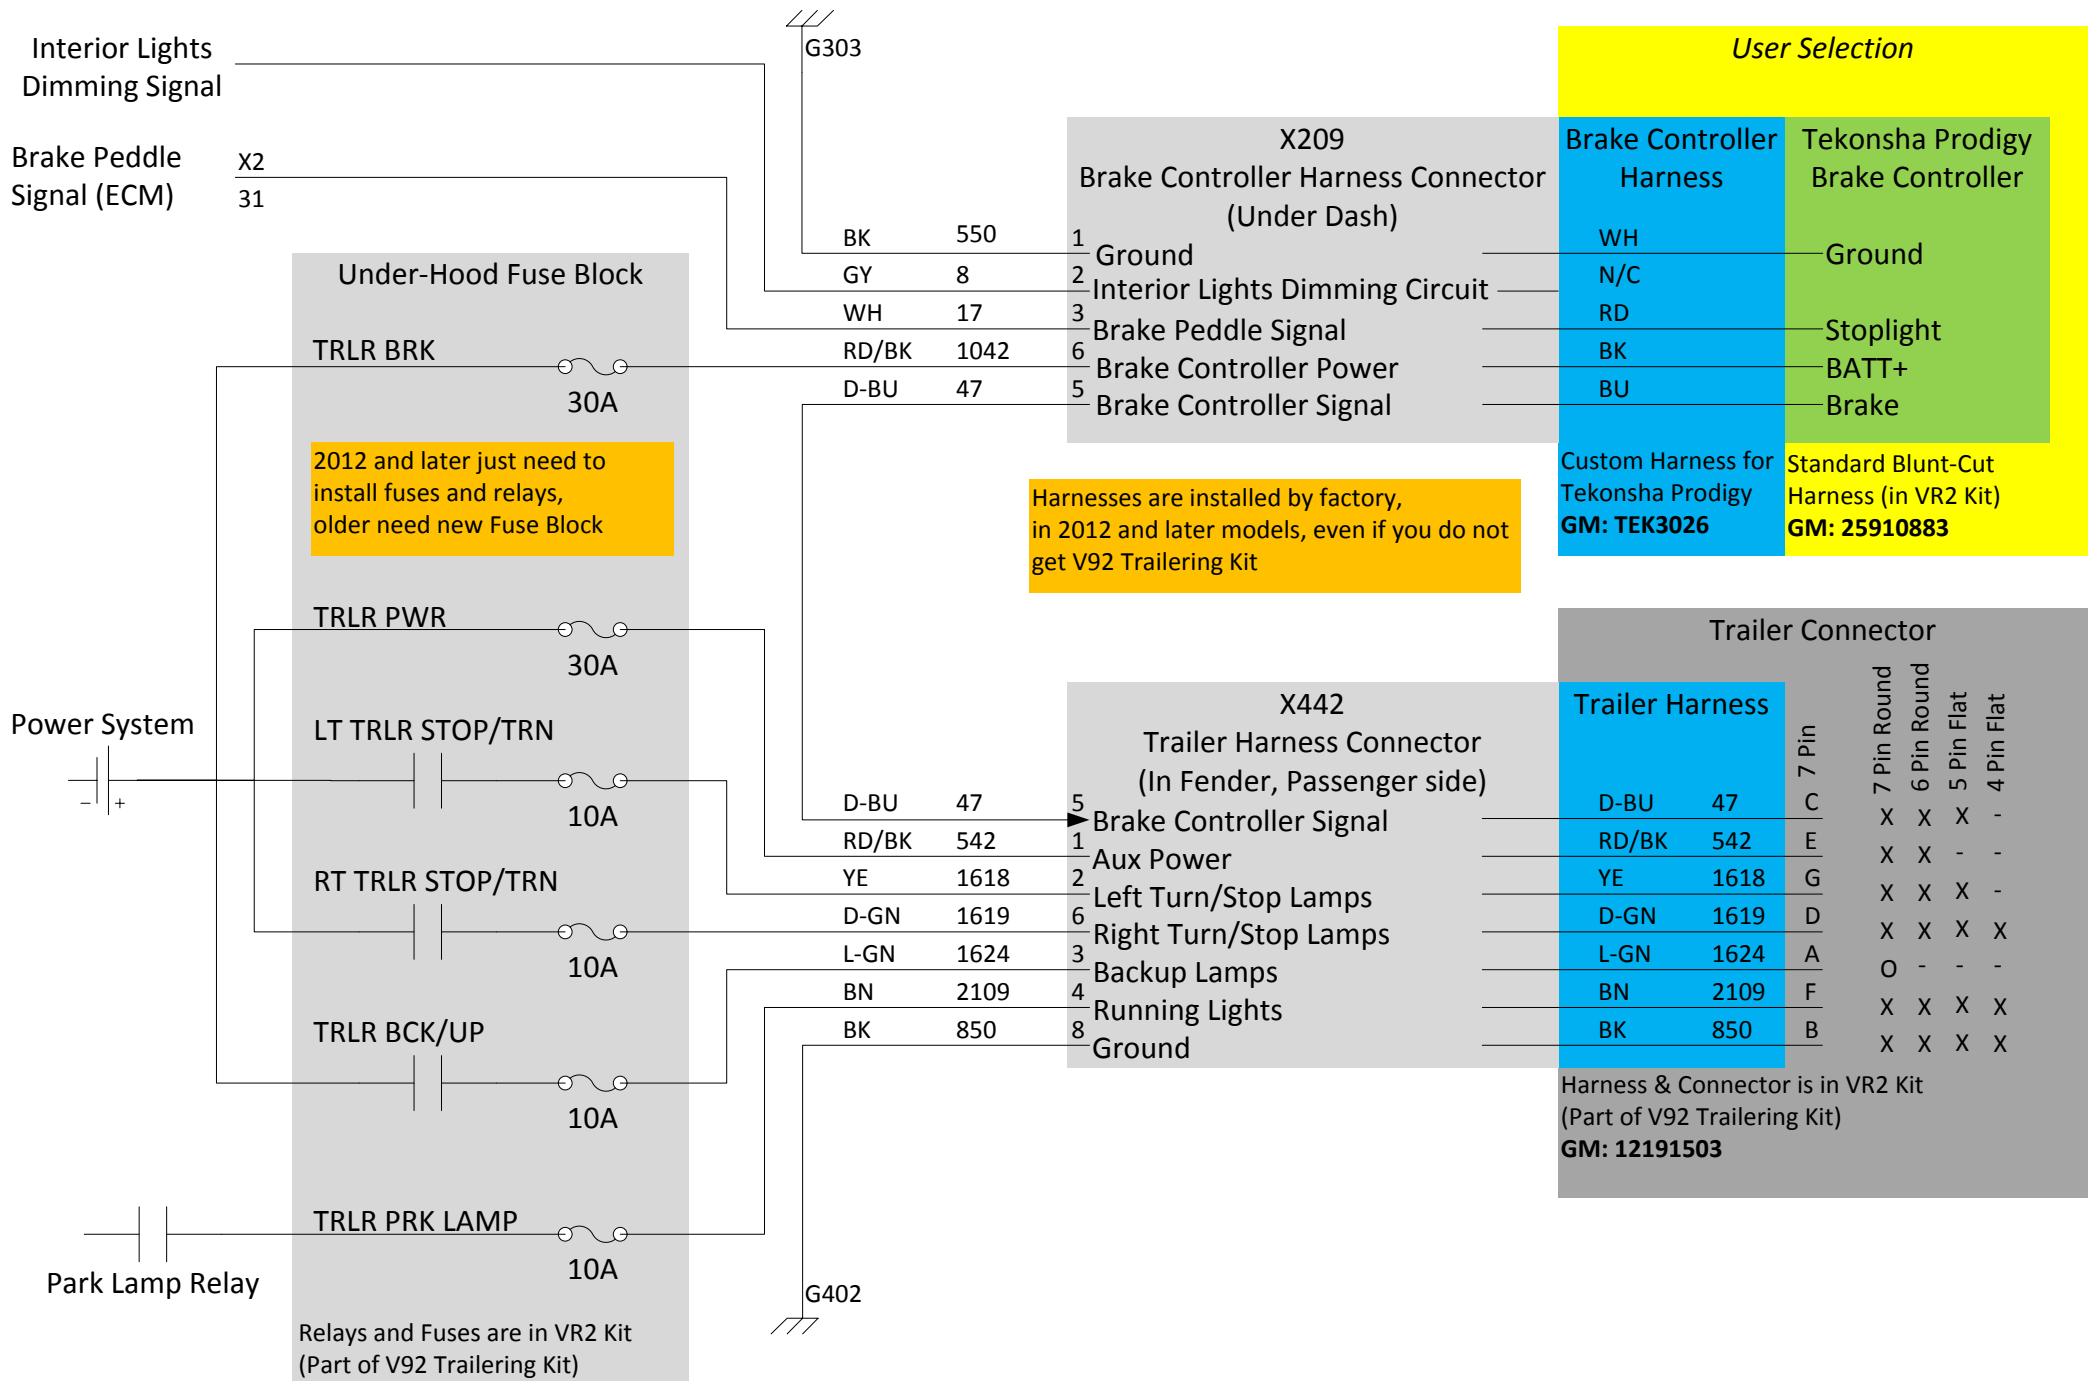 Interior Lights
Dimming Signal
Brake Peddle
Signal (ECM)
X2
31
G303
User Selection
X209
Brake Controller Harness Connector
(Under Dash)
Brake Controller
Harness
Tekonsha Prodigy
Brake Controller
BK 550 1 Ground WH Ground
GY 8 2 Interior Lights Dimming Circuit N/C
WH 17 3 Brake Peddle Signal RD Stoplight
RD/BK 1042 6 Brake Controller Power BK BATT+
D-BU 47 5 Brake Controller Signal BU Brake
Under-Hood Fuse Block
TRLR BRK
30A
2012 and later just need to
install fuses and relays,
older need new Fuse Block
Harnesses are installed by factory,
in 2012 and later models, even if you do not
get V92 Trailering Kit
Custom Harness for
Tekonsha Prodigy
GM: TEK3026
Standard Blunt-Cut
Harness (in VR2 Kit)
GM: 25910883
TRLR PWR
30A
Power System
- +
LT TRLR STOP/TRN
10A
RT TRLR STOP/TRN
10A
TRLR BCK/UP
10A
TRLR PRK LAMP
10A
Park Lamp Relay
Relays and Fuses are in VR2 Kit
(Part of V92 Trailering Kit)
Trailer Connector
X442
Trailer Harness Connector
(In Fender, Passenger side)
Trailer Harness
7 Pin
7 Pin Round
6 Pin Round
5 Pin Flat
4 Pin Flat
D-BU 47 5 Brake Controller Signal D-BU 47 C X X X -
RD/BK 542 1 Aux Power RD/BK 542 E X X - -
YE 1618 2 Left Turn/Stop Lamps YE 1618 G X X X -
D-GN 1619 6 Right Turn/Stop Lamps D-GN 1619 D X X X X
L-GN 1624 3 Backup Lamps L-GN 1624 A O - - -
BN 2109 4 Running Lights BN 2109 F X X X X
BK 850 8 Ground BK 850 B X X X X
Harness & Connector is in VR2 Kit
(Part of V92 Trailering Kit)
GM: 12191503
G402